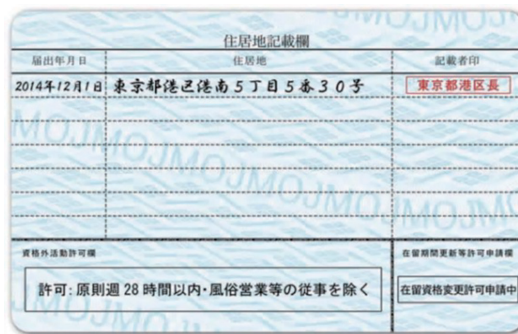 住居地記載欄
届出年月日 住居地 記載者印
2014年12月1日 東京都港区港南5丁目5番30号 東京都港区長
資格外活動許可欄 在留期間更新等許可申請欄
許可:原則週28時間以内・風俗営業等の従事を除く 在留資格変更許可申請中
MOJMOJMOJMOJMOJ